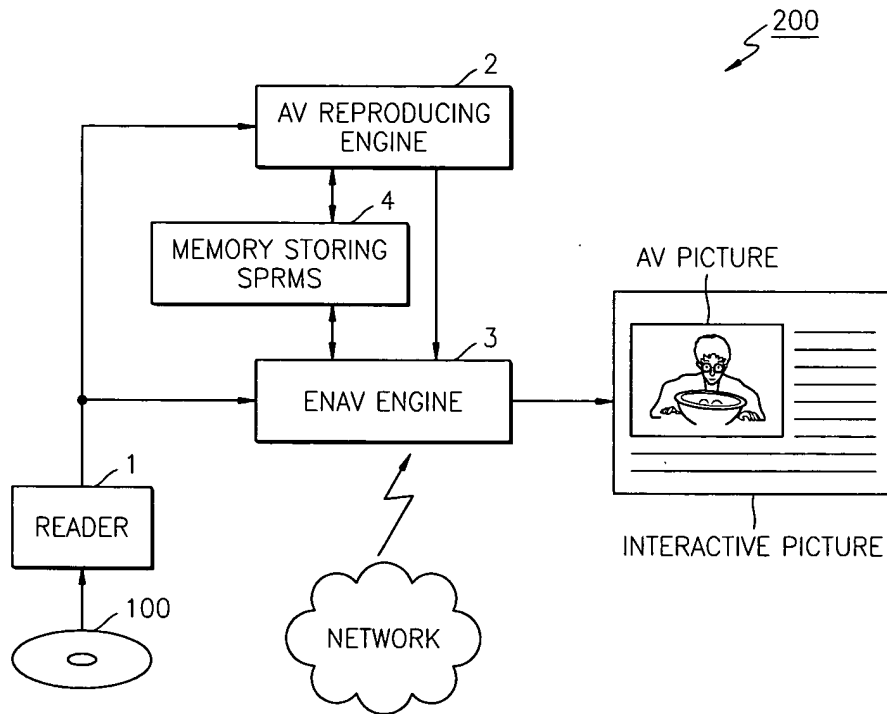 200
2
AV REPRODUCING
ENGINE
4
MEMORY STORING
SPRMS
AV PICTURE
3
ENAV ENGINE
1
READER
INTERACTIVE PICTURE
100
NETWORK